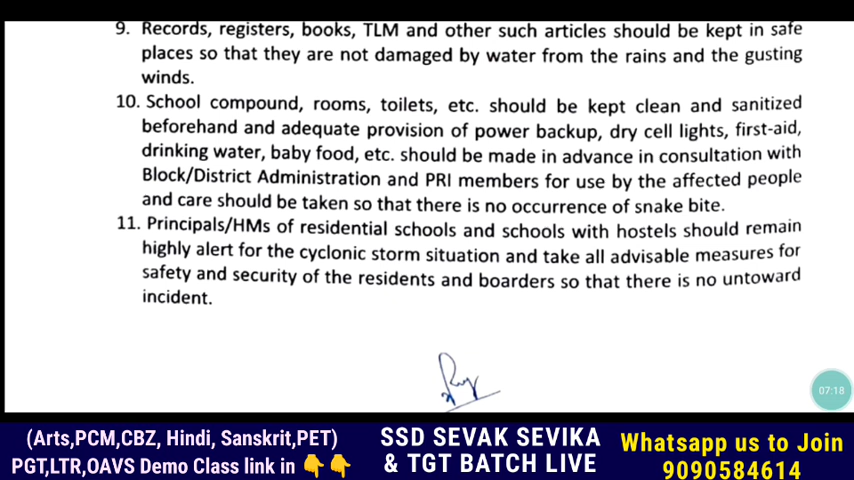 9. Records, registers, books, TLM and other such articles should be kept in safe
places so that they are not damaged by water from the rains and the gusting
winds.
10. School compound, rooms, toilets, etc. should be kept clean and sanitized
beforehand and adequate provision of power backup, dry cell lights, first-aid,
drinking water, baby food, etc. should be made in advance in consultation with
Block/District Administration and PRI members for use by the affected people
and care should be taken so that there is no occurrence of snake bite.
11. Principals/HMs of residential schools and schools with hostels should remain
highly alert for the cyclonic storm situation and take all advisable measures for
safety and security of the residents and boarders so that there is no untoward
incident.
07:18
(Arts,PCM,CBZ, Hindi, Sanskrit,PET)
PGT,LTR,OAVS Demo Class link in 👇👇
SSD SEVAK SEVIKA
& TGT BATCH LIVE
Whatsapp us to Join
9090584614